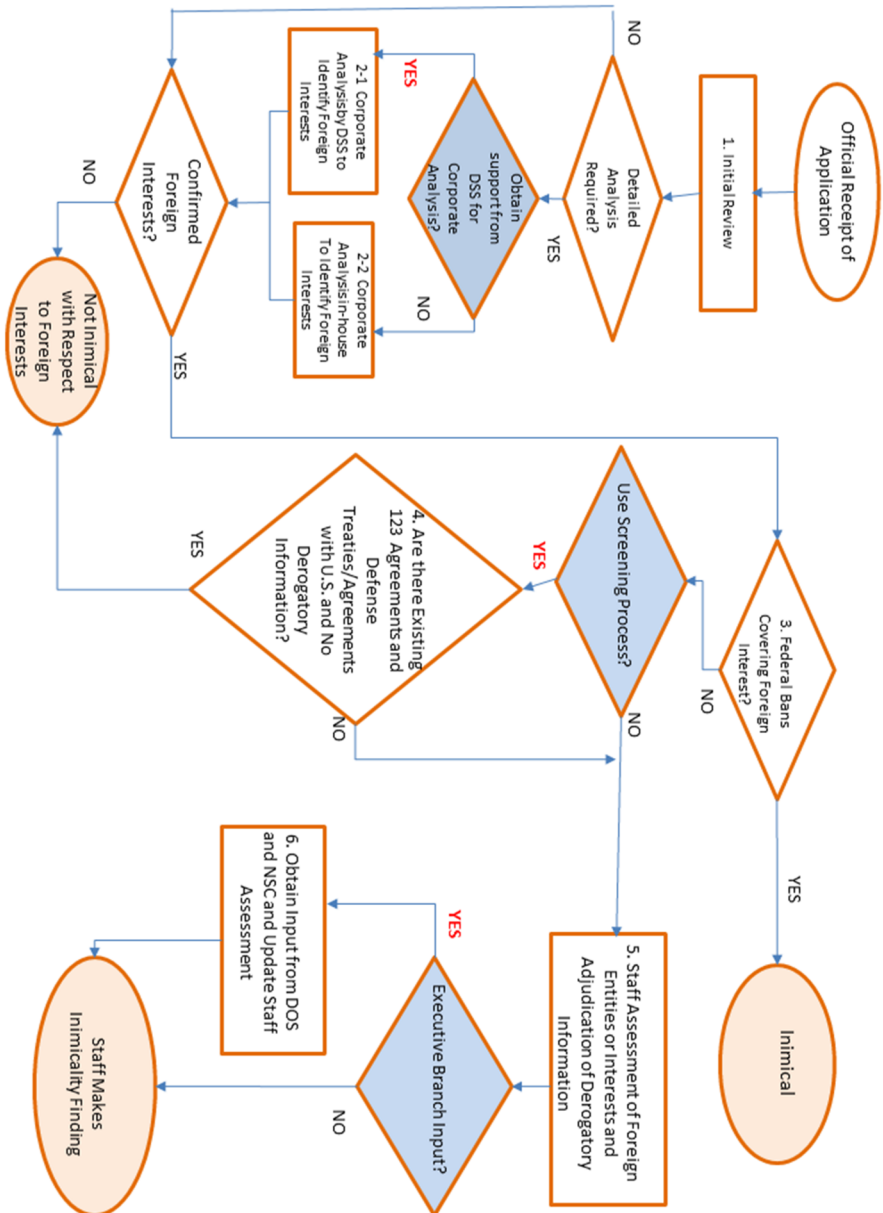 Official Receipt of
Application
1. Initial Review
Detailed
Analysis
Required?
NO
YES
Obtain
support from
DSS for
Corporate
Analysis?
YES
NO
2-1 Corporate
Analysisby DSS to
Identify Foreign
Interests
2-2 Corporate
Analysisin-house
To Identify Foreign
Interests
Confirmed
Foreign
Interests?
NO
YES
Not Inimical
with Respect
to Foreign
Interests
3. Federal Bans
Covering Foreign
Interest?
NO
YES
Inimical
Use Screening Process?
YES
NO
4. Are there Existing
123 Agreements and
Defense
Treaties/Agreements
with U.S. and No
Derogatory
Information?
YES
NO
5. Staff Assessment of Foreign
Entities or Interests and
Adjudication of Derogatory
Information
Executive Branch Input?
YES
NO
6. Obtain Input from DOS
and NSC and Update Staff
Assessment
Staff Makes
Inimicality Finding